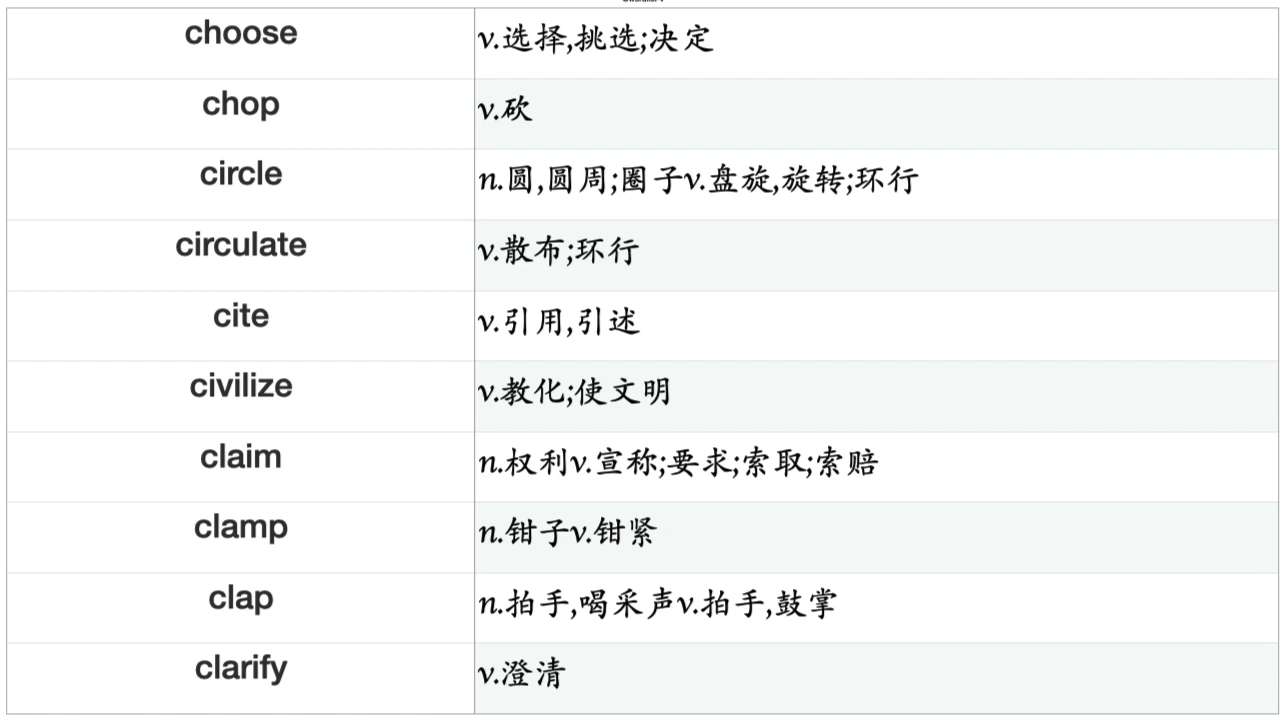 choose v.选择,挑选;决定
chop v.砍
circle n.圆,圆周;圈子v.盘旋,旋转;环行
circulate v.散布;环行
cite v.引用,引述
civilize v.教化;使文明
claim n.权利v.宣称;要求;索取;索赔
clamp n.钳子v.钳紧
clap n.拍手,喝采声v.拍手,鼓掌
clarify v.澄清